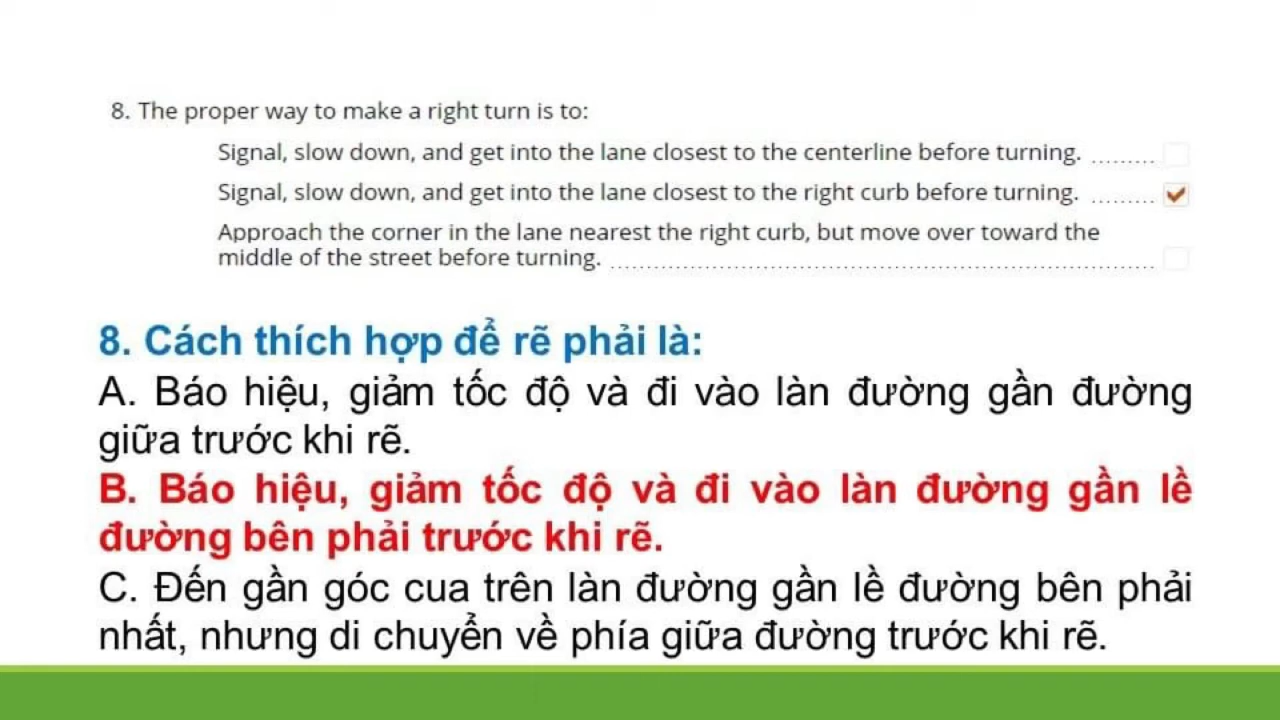 8. The proper way to make a right turn is to:
Signal, slow down, and get into the lane closest to the centerline before turning. .........
Signal, slow down, and get into the lane closest to the right curb before turning. .........
Approach the corner in the lane nearest the right curb, but move over toward the
middle of the street before turning. ...........................................................................
8. Cách thích hợp để rẽ phải là:
A. Báo hiệu, giảm tốc độ và đi vào làn đường gần đường
giữa trước khi rẽ.
B. Báo hiệu, giảm tốc độ và đi vào làn đường gần lề
đường bên phải trước khi rẽ.
C. Đến gần góc cua trên làn đường gần lề đường bên phải
nhất, nhưng di chuyển về phía giữa đường trước khi rẽ.